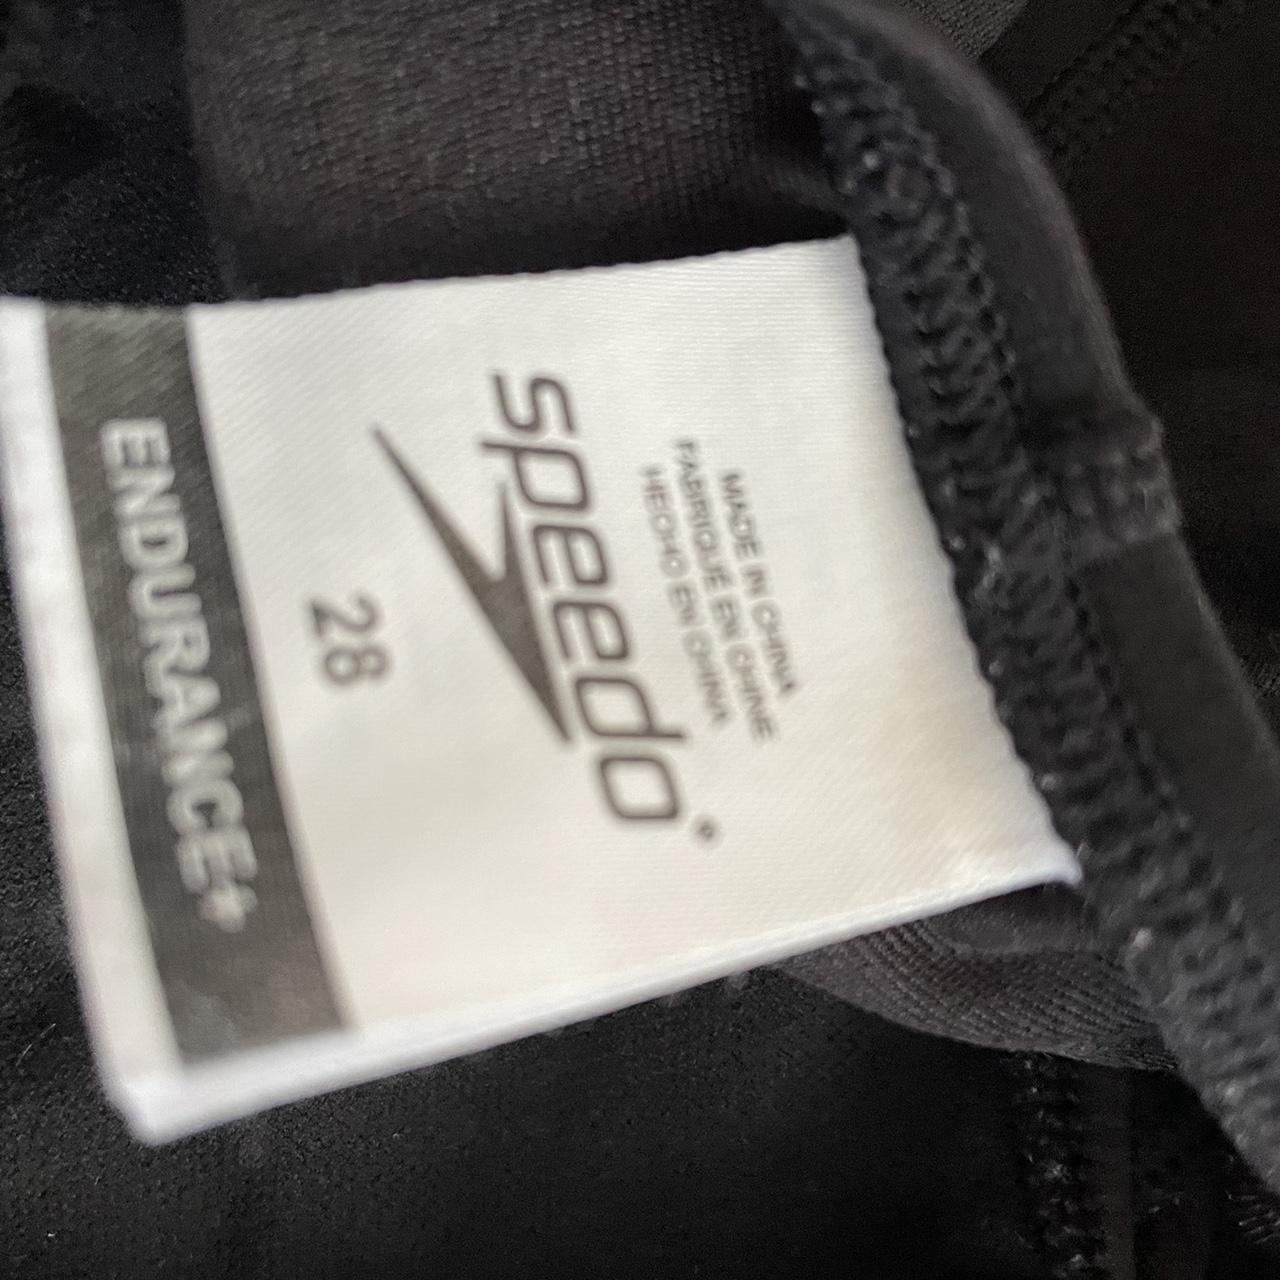 MADE IN CHINA
FABRIQUÉ EN CHINE
HECHO EN CHINA
speedo®
28
ENDURANCE+